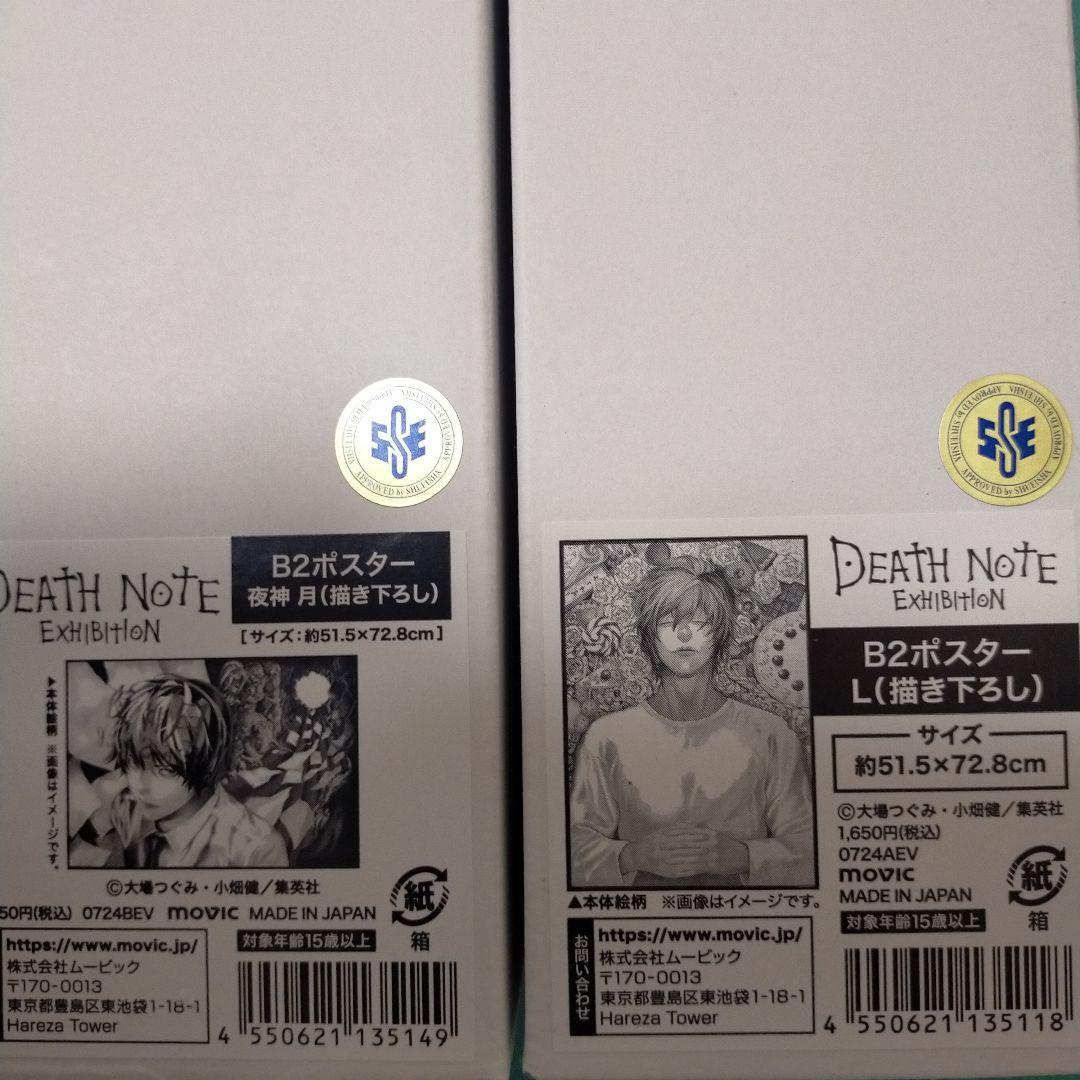 APPROVED by SHUEISHA
SSE
APPROVED by SHUEISHA
DEATH NOTE
EXHIBITION
B2ポスター
夜神 月(描き下ろし)
[サイズ:約51.5×72.8cm]
▶本体絵柄 ※画像はイメージです。
©大場つぐみ・小畑健/集英社
50円(税込) 0724BEV movic MADE IN JAPAN
対象年齢15歳以上
紙
箱
https://www.movic.jp/
株式会社ムービック
〒170-0013
東京都豊島区東池袋1-18-1
Hareza Tower
4 550621 135149
APPROVED by SHUEISHA
SSE
APPROVED by SHUEISHA
DEATH NOTE
EXHIBITION
B2ポスター
L(描き下ろし)
サイズ
約51.5×72.8cm
©大場つぐみ・小畑健/集英社
1,650円(税込)
0724AEV
movic
MADE IN JAPAN
対象年齢15歳以上
紙
箱
▲本体絵柄 ※画像はイメージです。
お問い合わせ
https://www.movic.jp/
株式会社ムービック
〒170-0013
東京都豊島区東池袋1-18-1
Hareza Tower
4 550621 135118